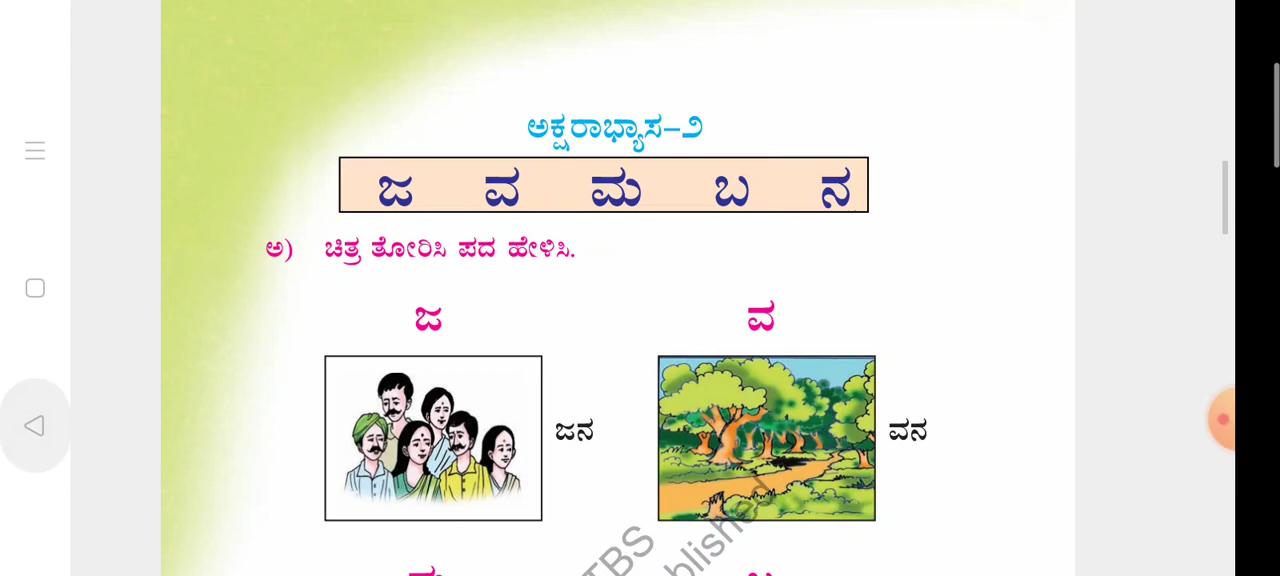 ಅಕ್ಷರಾಭ್ಯಾಸ-೨
ಜ ವ ಮ ಬ ನ
ಅ) ಚಿತ್ರ ತೋರಿಸಿ ಪದ ಹೇಳಿಸಿ.
ಜ ವ
ಜನ ವನ